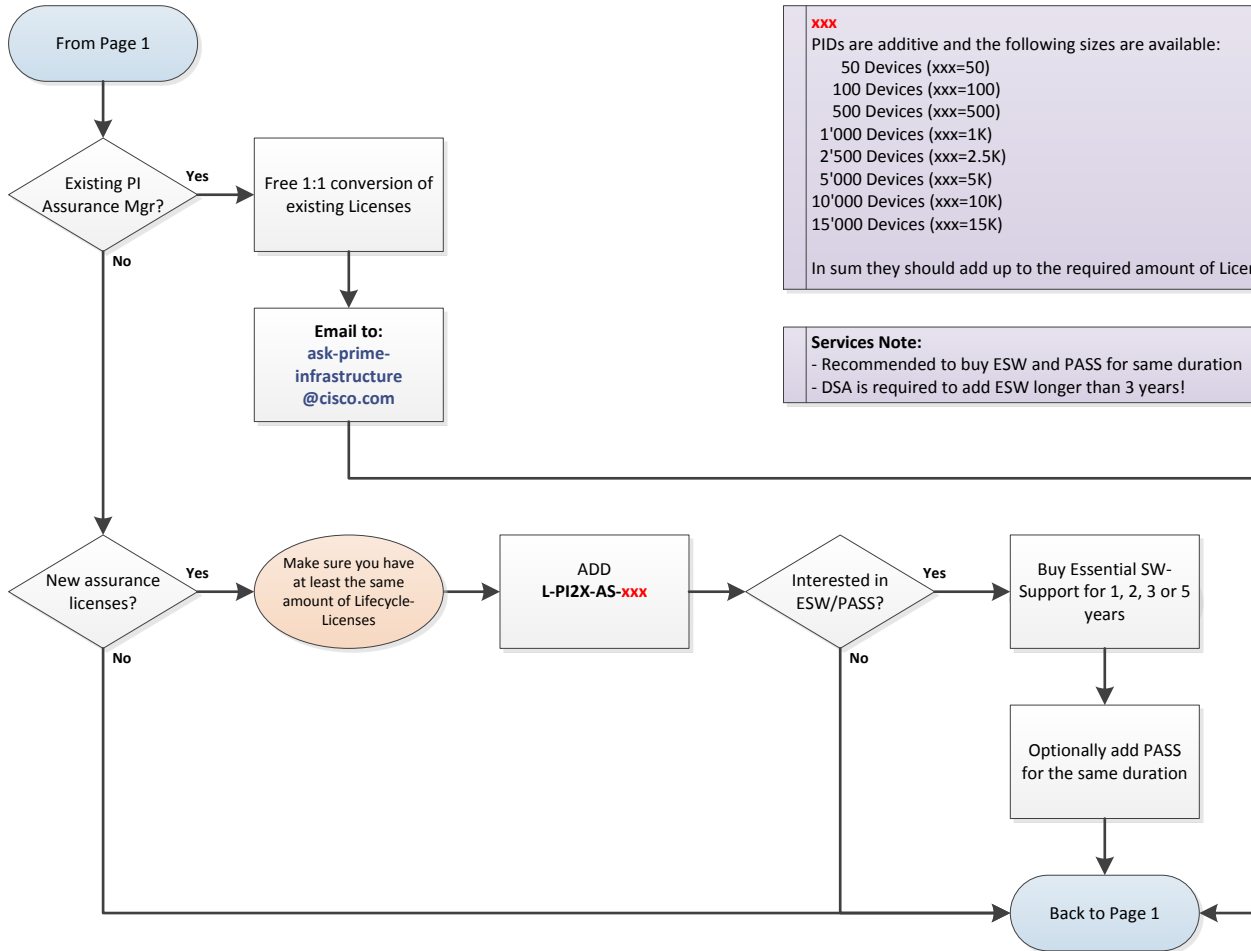 From Page 1
Existing PI
Assurance Mgr?
Yes
No
Free 1:1 conversion of
existing Licenses
Email to:
ask-prime-
infrastructure
@cisco.com
xxx
PIDs are additive and the following sizes are available:
50 Devices (xxx=50)
100 Devices (xxx=100)
500 Devices (xxx=500)
1'000 Devices (xxx=1K)
2'500 Devices (xxx=2.5K)
5'000 Devices (xxx=5K)
10'000 Devices (xxx=10K)
15'000 Devices (xxx=15K)
In sum they should add up to the required amount of
Services Note:
- Recommended to buy ESW and PASS for same duration
- DSA is required to add ESW longer than 3 years!
New assurance
licenses?
Yes
No
Make sure you have
at least the same
amount of Lifecycle-
Licenses
ADD
L-PI2X-AS-xxx
Interested in
ESW/PASS?
Yes
No
Buy Essential SW-
Support for 1, 2, 3 or 5
years
Optionally add PASS
for the same duration
Back to Page 1